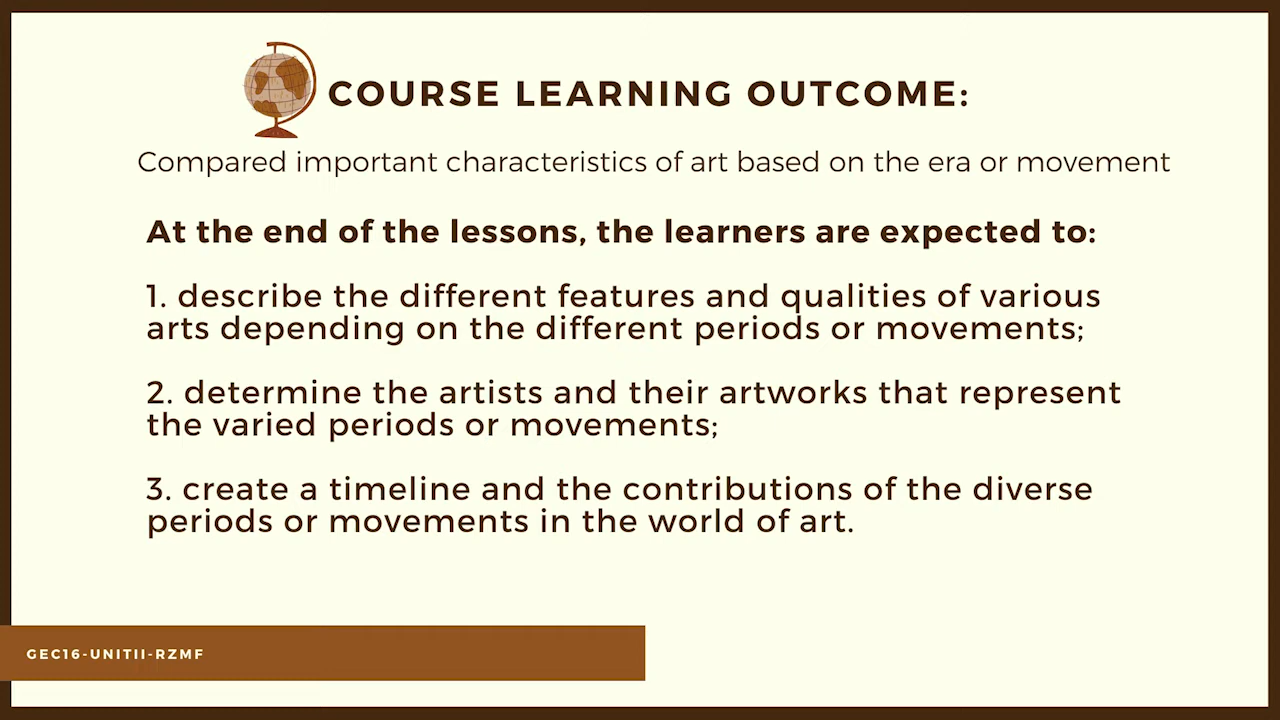 COURSE LEARNING OUTCOME:
Compared important characteristics of art based on the era or movement
At the end of the lessons, the learners are expected to:
1. describe the different features and qualities of various
arts depending on the different periods or movements;
2. determine the artists and their artworks that represent
the varied periods or movements;
3. create a timeline and the contributions of the diverse
periods or movements in the world of art.
GEC16-UNITII-RZMF